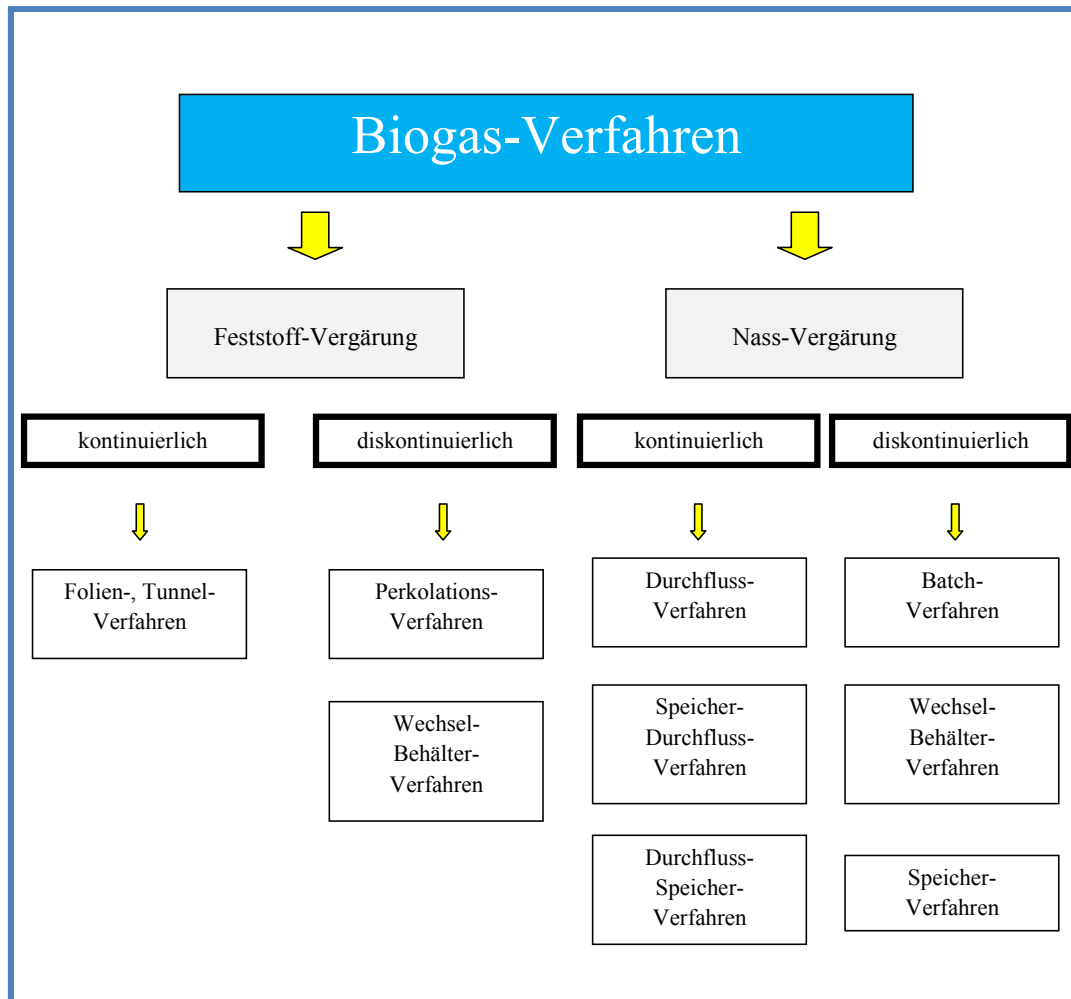 Biogas-Verfahren
Feststoff-Vergärung
Nass-Vergärung
kontinuierlich
diskontinuierlich
kontinuierlich
diskontinuierlich
Folien-, Tunnel-
Verfahren
Perkolations-
Verfahren
Durchfluss-
Verfahren
Batch-
Verfahren
Wechsel-
Behälter-
Verfahren
Speicher-
Durchfluss-
Verfahren
Wechsel-
Behälter-
Verfahren
Durchfluss-
Speicher-
Verfahren
Speicher-
Verfahren